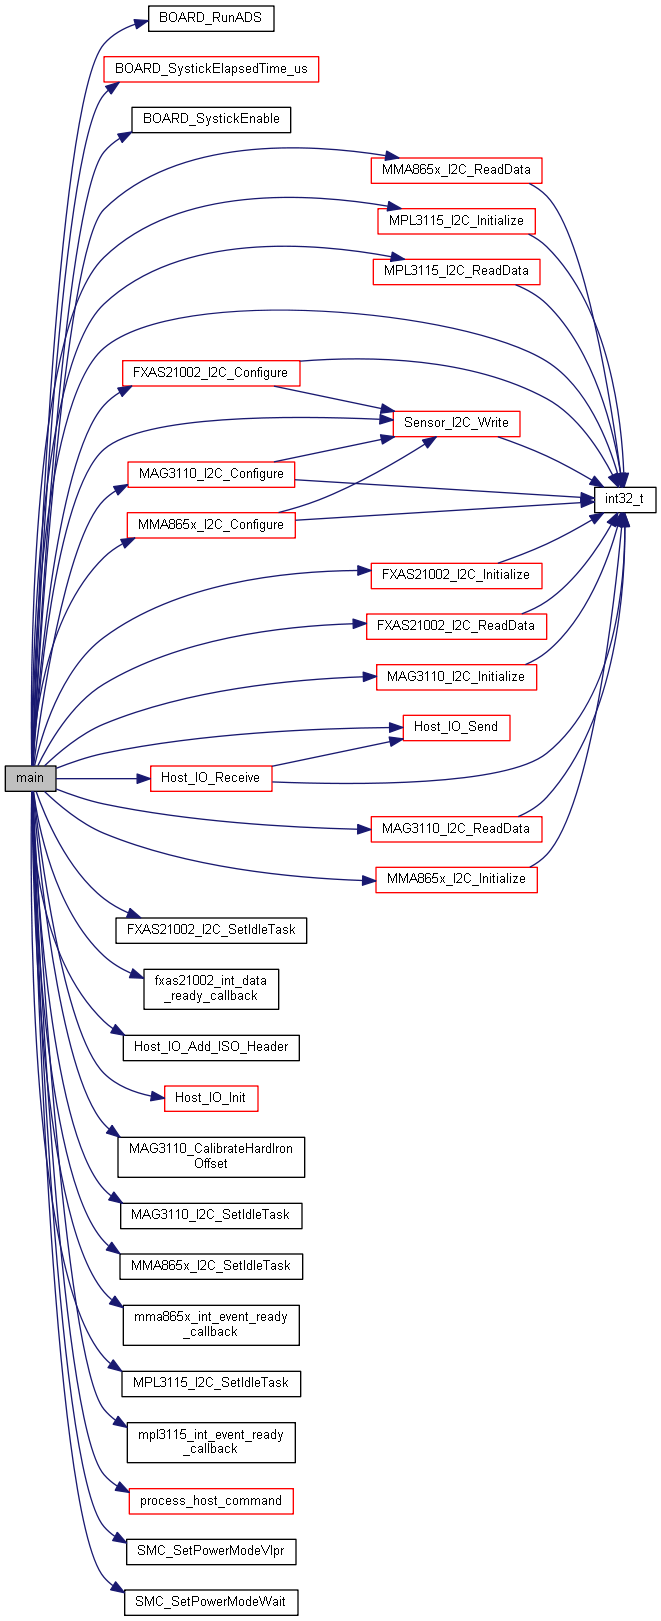 BOARD_RunADS
BOARD_SystickElapsedTime_us
BOARD_SystickEnable
MMA865x_I2C_ReadData
MPL3115_I2C_Initialize
MPL3115_I2C_ReadData
FXAS21002_I2C_Configure
Sensor_I2C_Write
MAG3110_I2C_Configure
int32_t
MMA865x_I2C_Configure
FXAS21002_I2C_Initialize
FXAS21002_I2C_ReadData
MAG3110_I2C_Initialize
Host_IO_Send
main
Host_IO_Receive
MAG3110_I2C_ReadData
MMA865x_I2C_Initialize
FXAS21002_I2C_SetIdleTask
fxas21002_int_data
_ready_callback
Host_IO_Add_ISO_Header
Host_IO_Init
MAG3110_CalibrateHardIron
Offset
MAG3110_I2C_SetIdleTask
MMA865x_I2C_SetIdleTask
mma865x_int_event_ready
_callback
MPL3115_I2C_SetIdleTask
mpl3115_int_event_ready
_callback
process_host_command
SMC_SetPowerModeVlpr
SMC_SetPowerModeWait